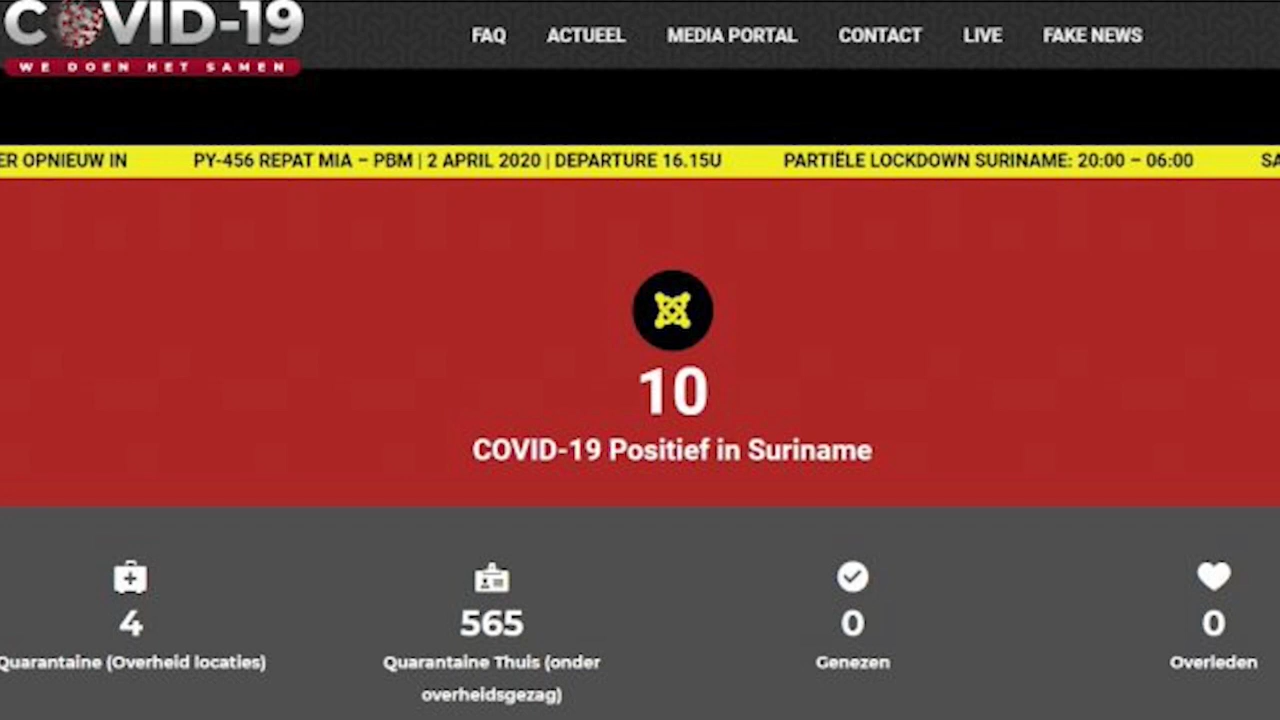 COVID-19
WE DOEN HET SAMEN
FAQ ACTUEEL MEDIA PORTAL CONTACT LIVE FAKE NEWS
OPNIEUW IN PY-456 REPAT MIA – PBM | 2 APRIL 2020 | DEPARTURE 16.15U PARTIËLE LOCKDOWN SURINAME: 20:00 – 06:00
10
COVID-19 Positief in Suriname
4 565 0 0
Quarantaine (Overheid locaties) Quarantaine Thuis (onder Genezen Overleden
overheidsgezag)